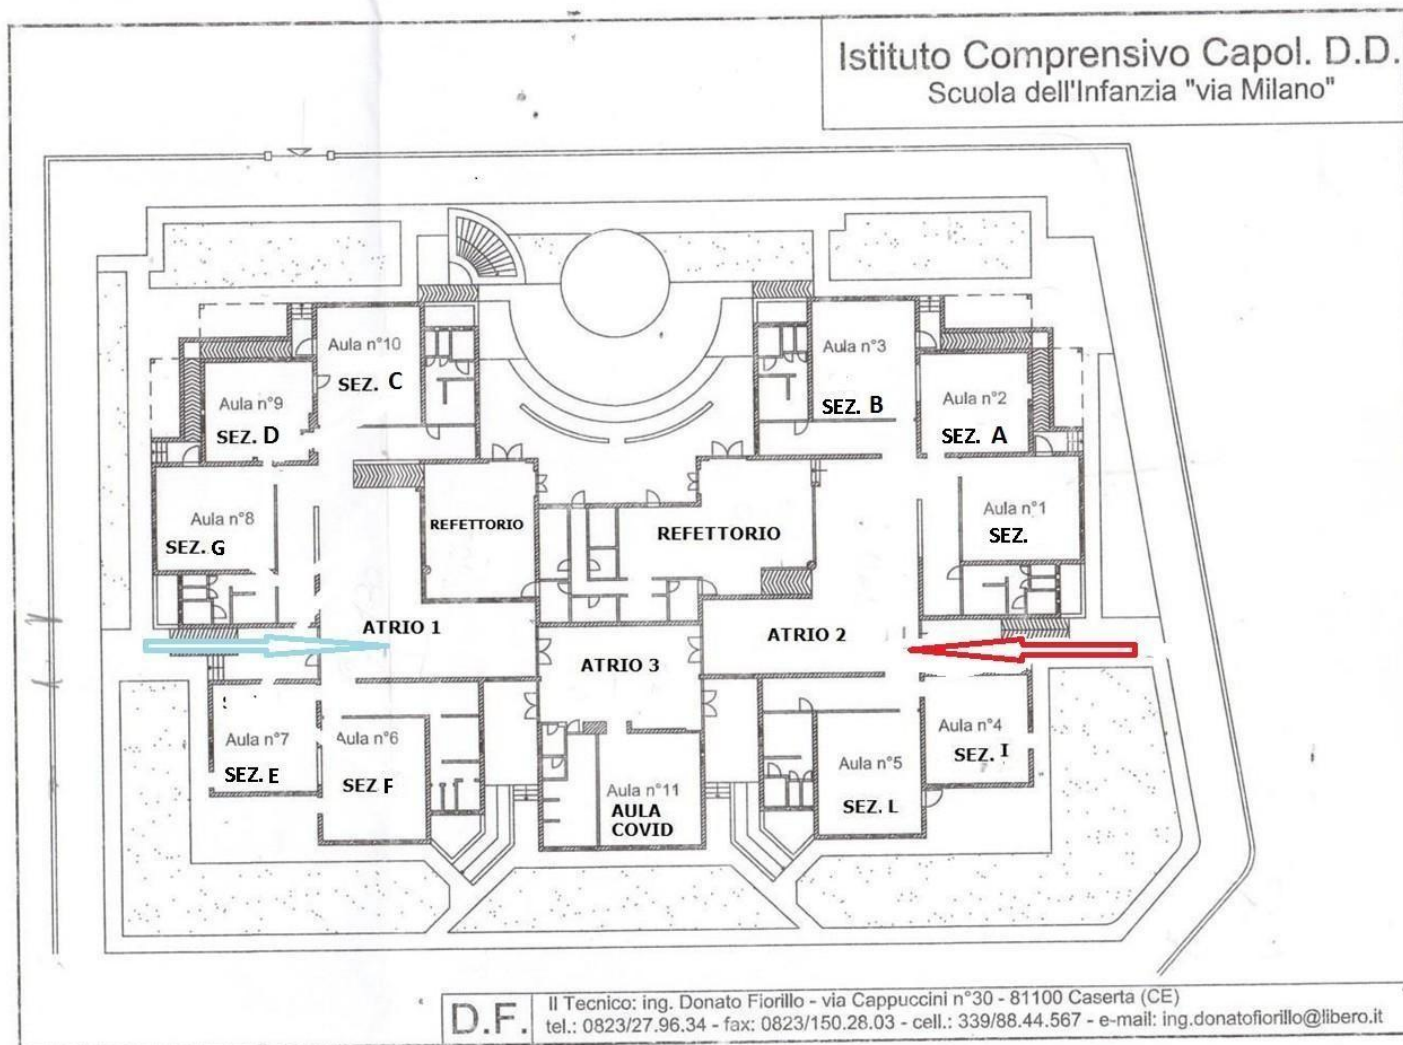 Istituto Comprensivo Capol. D.D.
Scuola dell'Infanzia "via Milano"
Aula n°10
SEZ. C
Aula n°3
SEZ. B
Aula n°9
SEZ. D
Aula n°2
SEZ. A
Aula n°8
SEZ. G
REFETTORIO
REFETTORIO
Aula n°1
SEZ.
ATRIO 1
ATRIO 2
ATRIO 3
Aula n°7
SEZ. E
Aula n°6
SEZ F
Aula n°11
AULA
COVID
Aula n°5
SEZ. L
Aula n°4
SEZ. I
D.F.
Il Tecnico: ing. Donato Fiorillo - via Cappuccini n°30 - 81100 Caserta (CE)
tel.: 0823/27.96.34 - fax: 0823/150.28.03 - cell.: 339/88.44.567 - e-mail: ing.donatofiorillo@libero.it